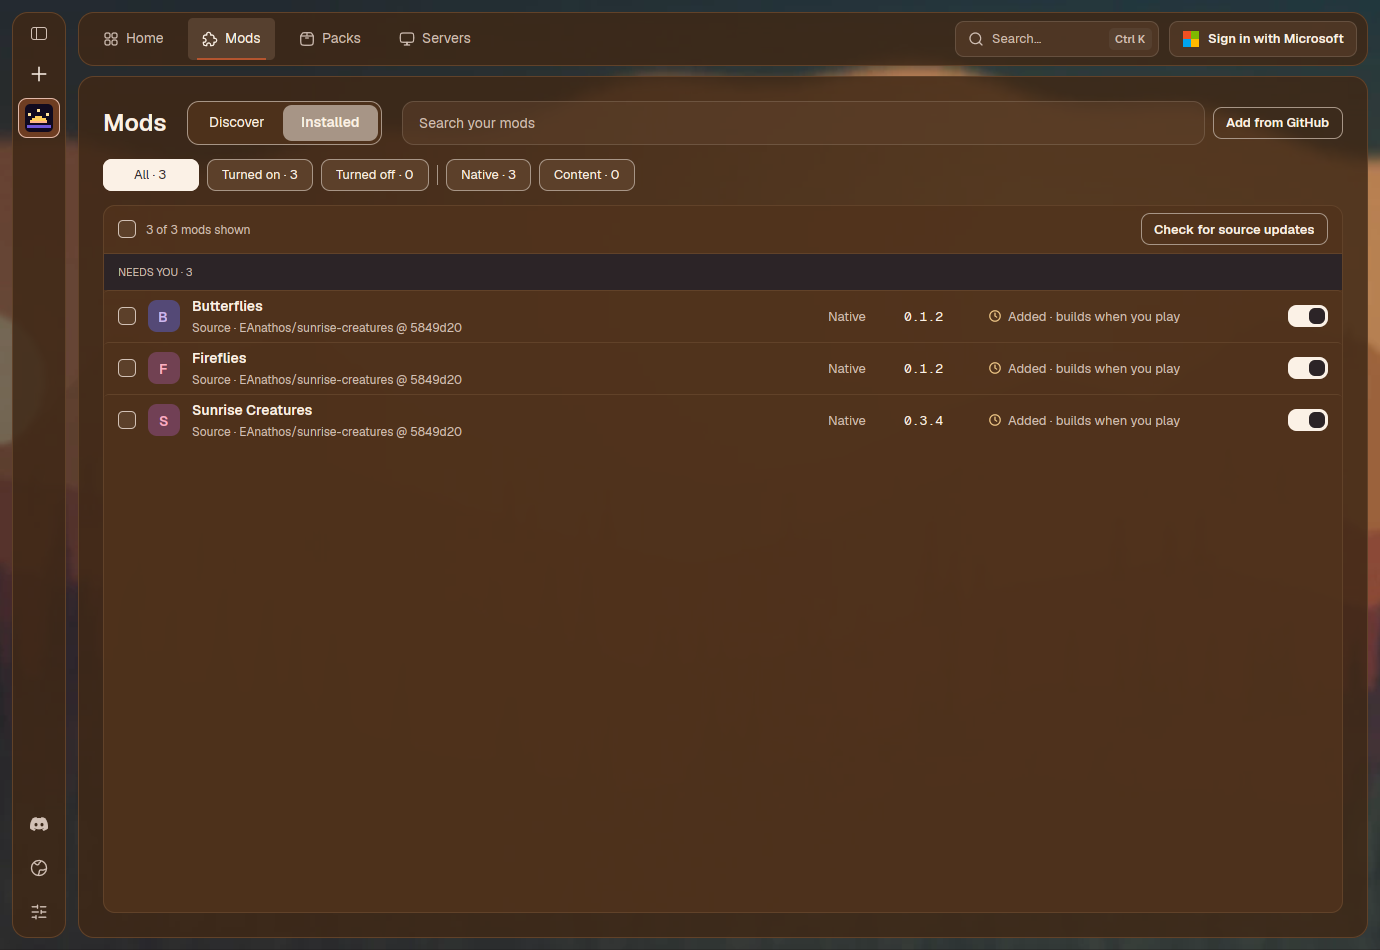 Home
Mods
Packs
Servers
Search...
Ctrl K
Sign in with Microsoft
Mods
Discover
Installed
Search your mods
Add from GitHub
All · 3
Turned on · 3
Turned off · 0
Native · 3
Content · 0
3 of 3 mods shown
Check for source updates
NEEDS YOU · 3
B
Butterflies
Source · EAnathos/sunrise-creatures @ 5849d20
Native
0.1.2
Added · builds when you play
F
Fireflies
Source · EAnathos/sunrise-creatures @ 5849d20
Native
0.1.2
Added · builds when you play
S
Sunrise Creatures
Source · EAnathos/sunrise-creatures @ 5849d20
Native
0.3.4
Added · builds when you play